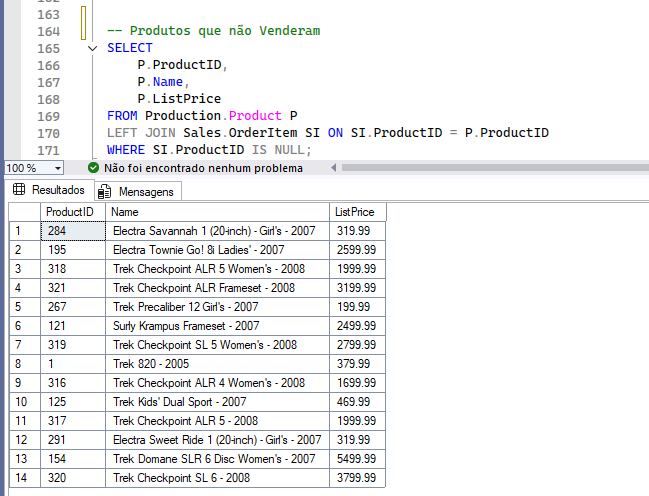 163
164 -- Produtos que não Venderam
165 SELECT
166 P.ProductID,
167 P.Name,
168 P.ListPrice
169 FROM Production.Product P
170 LEFT JOIN Sales.OrderItem SI ON SI.ProductID = P.ProductID
171 WHERE SI.ProductID IS NULL;
100 % Não foi encontrado nenhum problema
Resultados Mensagens
ProductID Name ListPrice
1 284 Electra Savannah 1 (20-inch) - Girl's - 2007 319.99
2 195 Electra Townie Go! 8i Ladies' - 2007 2599.99
3 318 Trek Checkpoint ALR 5 Women's - 2008 1999.99
4 321 Trek Checkpoint ALR Frameset - 2008 3199.99
5 267 Trek Precaliber 12 Girl's - 2007 199.99
6 121 Surly Krampus Frameset - 2007 2499.99
7 319 Trek Checkpoint SL 5 Women's - 2008 2799.99
8 1 Trek 820 - 2005 379.99
9 316 Trek Checkpoint ALR 4 Women's - 2008 1699.99
10 125 Trek Kids' Dual Sport - 2007 469.99
11 317 Trek Checkpoint ALR 5 - 2008 1999.99
12 291 Electra Sweet Ride 1 (20-inch) - Girl's - 2007 319.99
13 154 Trek Domane SLR 6 Disc Women's - 2007 5499.99
14 320 Trek Checkpoint SL 6 - 2008 3799.99